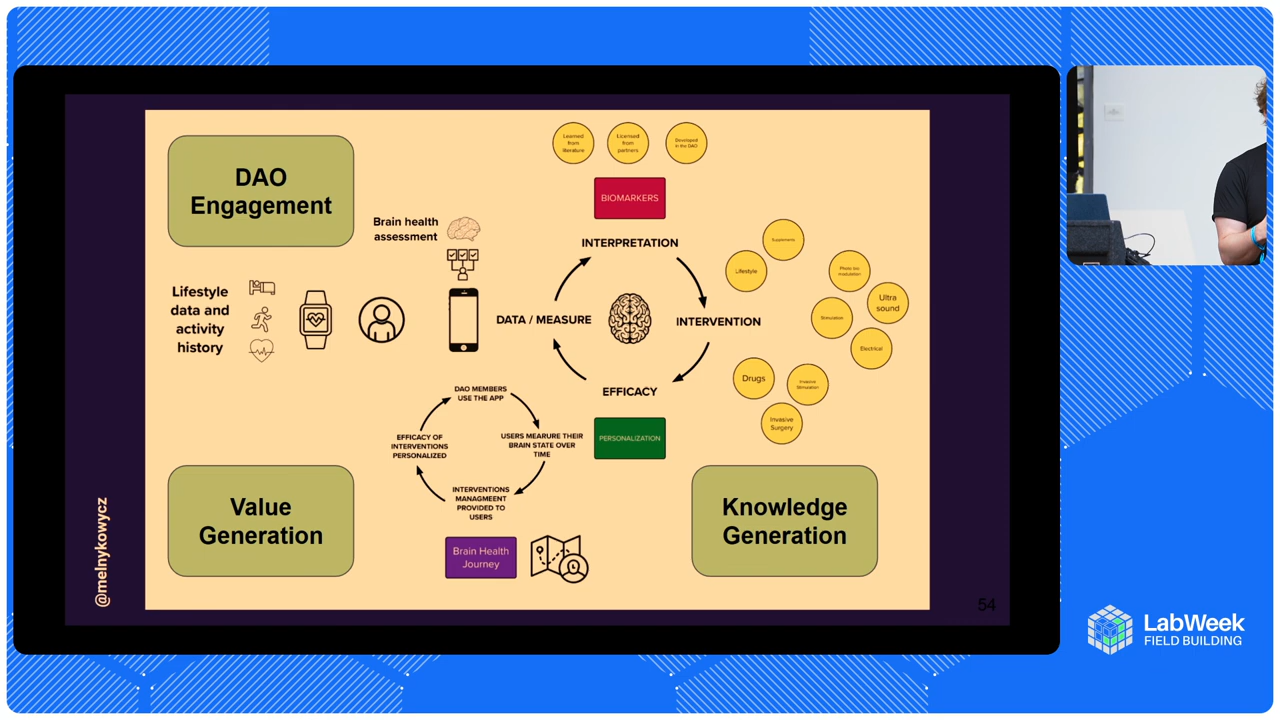 DAO
Engagement
Learned
from
literature
Licensed
from
partners
Developed
in the DAO
BIOMARKERS
Brain health
assessment
INTERPRETATION
Lifestyle
data and
activity
history
DATA / MEASURE
INTERVENTION
EFFICACY
PERSONALIZATION
Supplements
Lifestyle
Photo bio
modulation
Ultra
sound
Stimulation
Electrical
Drugs
Invasive
Stimulation
Invasive
Surgery
DAO MEMBERS
USE THE APP
USERS MEARURE THEIR
BRAIN STATE OVER
TIME
INTERVENTIONS
MANAGMENT
PROVIDED TO
USERS
EFFICACY OF
INTERVENTIONS
PERSONALIZED
Brain Health
Journey
Value
Generation
Knowledge
Generation
@melnykowycz
54
LabWeek
FIELD BUILDING